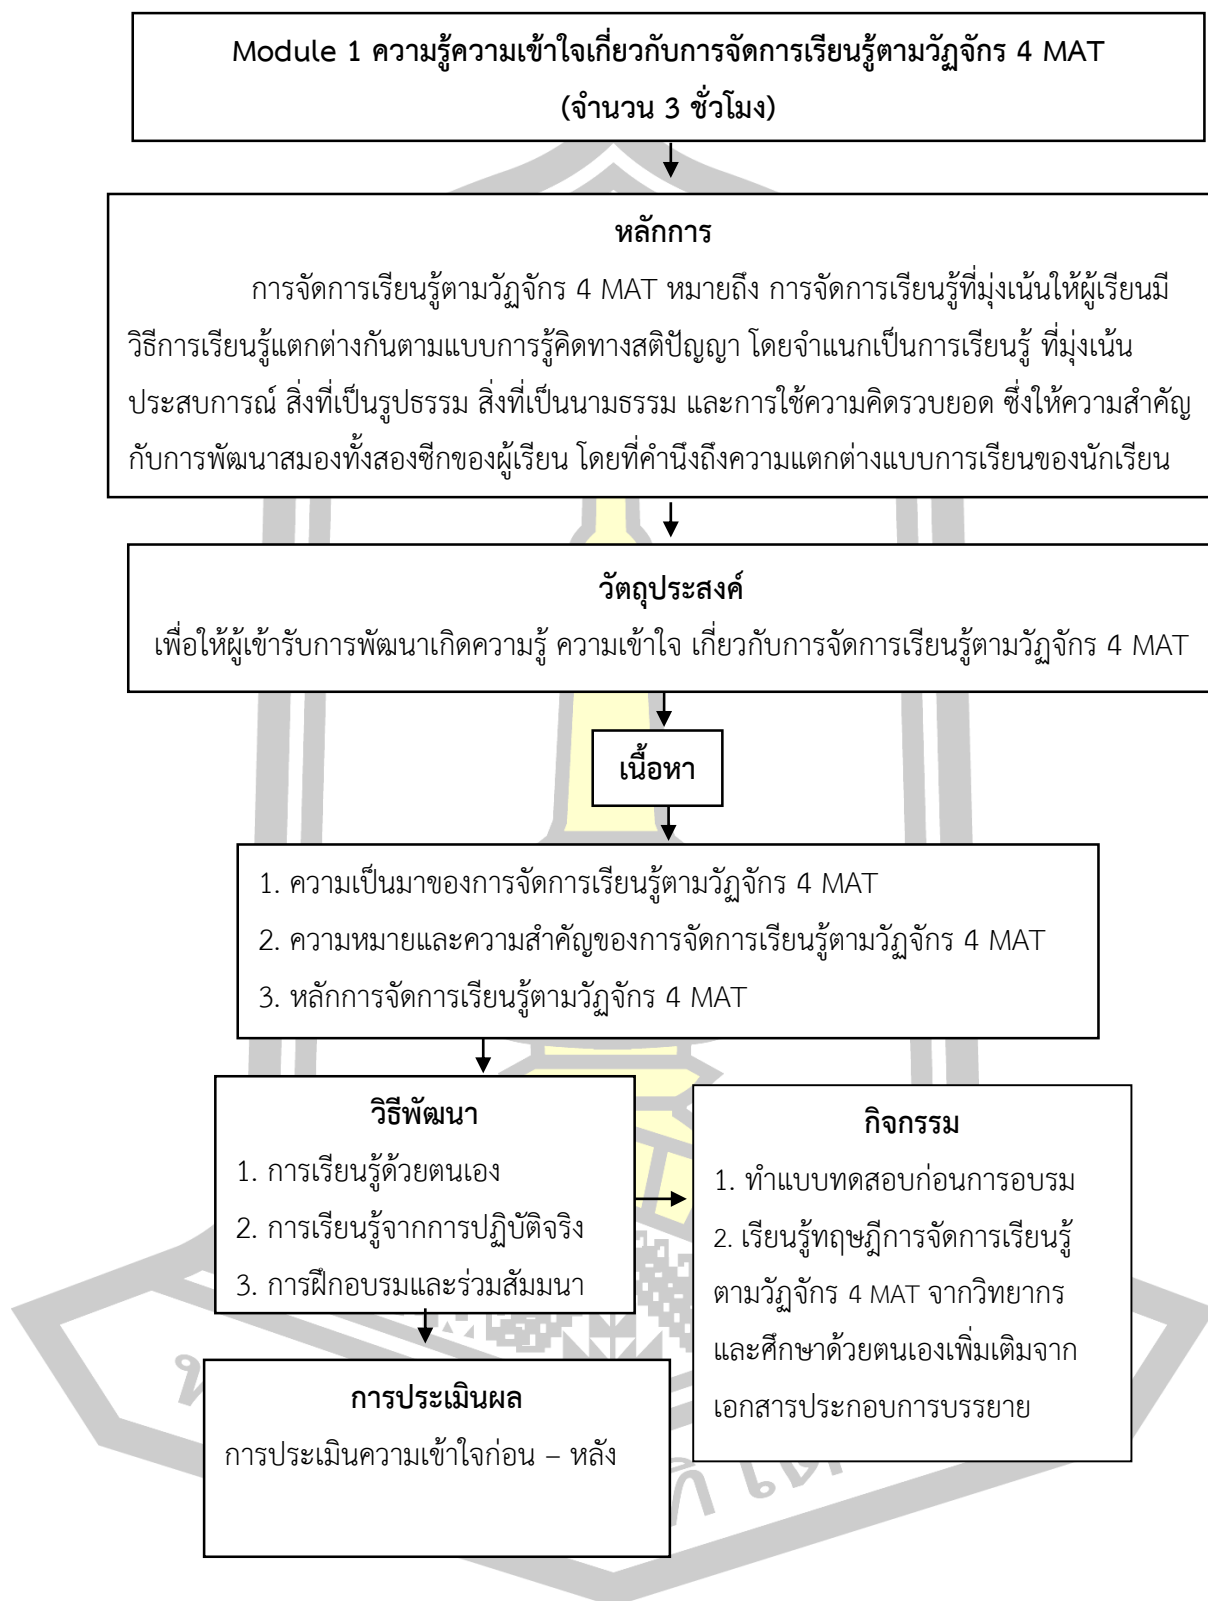 Module 1 ความรู้ความเข้าใจเกี่ยวกับการจัดการเรียนรู้ตามวัฏจักร 4 MAT
(จำนวน 3 ชั่วโมง)
หลักการ
การจัดการเรียนรู้ตามวัฏจักร 4 MAT หมายถึง การจัดการเรียนรู้ที่มุ่งเน้นให้ผู้เรียนมี
วิธีการเรียนรู้แตกต่างกันตามแบบการรู้คิดทางสติปัญญา โดยจำแนกเป็นการเรียนรู้ ที่มุ่งเน้น
ประสบการณ์ สิ่งที่เป็นรูปธรรม สิ่งที่เป็นนามธรรม และการใช้ความคิดรวบยอด ซึ่งให้ความสำคัญ
กับการพัฒนาสมองทั้งสองซีกของผู้เรียน โดยที่คำนึงถึงความแตกต่างแบบการเรียนของนักเรียน
วัตถุประสงค์
เพื่อให้ผู้เข้ารับการพัฒนาเกิดความรู้ ความเข้าใจ เกี่ยวกับการจัดการเรียนรู้ตามวัฏจักร 4 MAT
เนื้อหา
1. ความเป็นมาของการจัดการเรียนรู้ตามวัฏจักร 4 MAT
2. ความหมายและความสำคัญของการจัดการเรียนรู้ตามวัฏจักร 4 MAT
3. หลักการจัดการเรียนรู้ตามวัฏจักร 4 MAT
วิธีพัฒนา
1. การเรียนรู้ด้วยตนเอง
2. การเรียนรู้จากการปฏิบัติจริง
3. การฝึกอบรมและร่วมสัมมนา
กิจกรรม
1. ทำแบบทดสอบก่อนการอบรม
2. เรียนรู้ทฤษฎีการจัดการเรียนรู้
ตามวัฏจักร 4 MAT จากวิทยากร
และศึกษาด้วยตนเองเพิ่มเติมจาก
เอกสารประกอบการบรรยาย
การประเมินผล
การประเมินความเข้าใจก่อน – หลัง